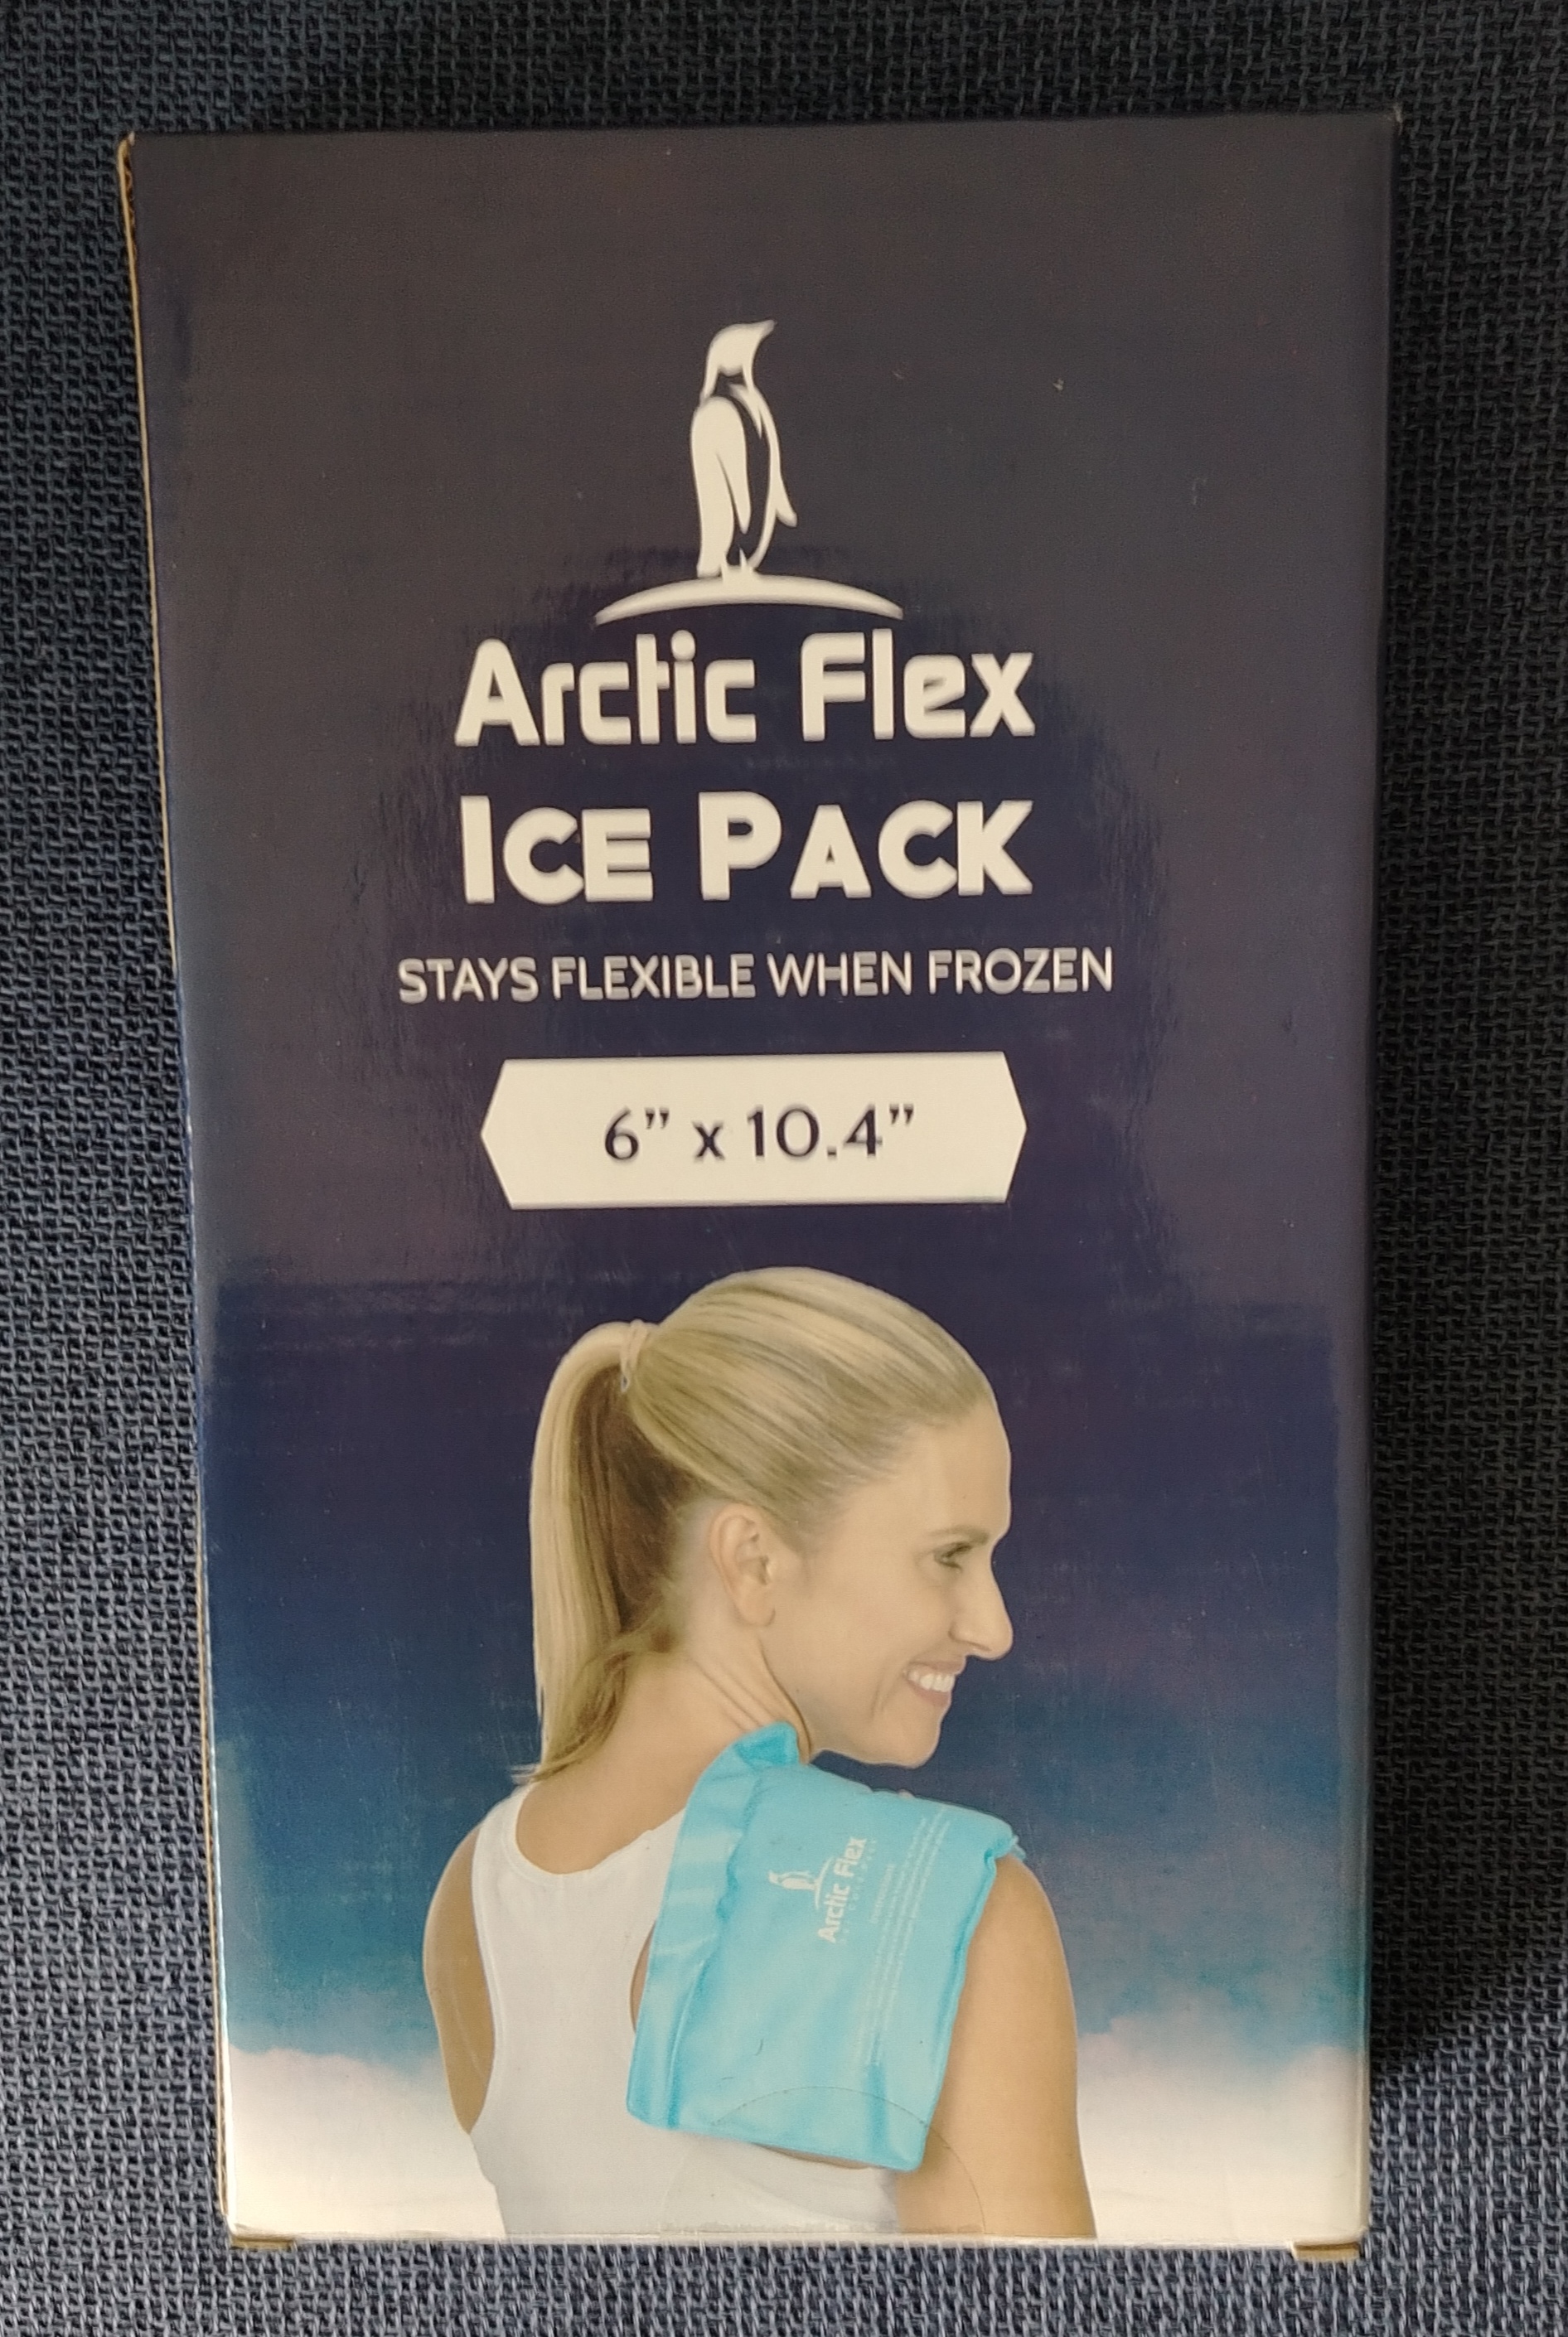 Arctic Flex
ICE PACK
STAYS FLEXIBLE WHEN FROZEN
6” x 10.4”
Arctic Flex